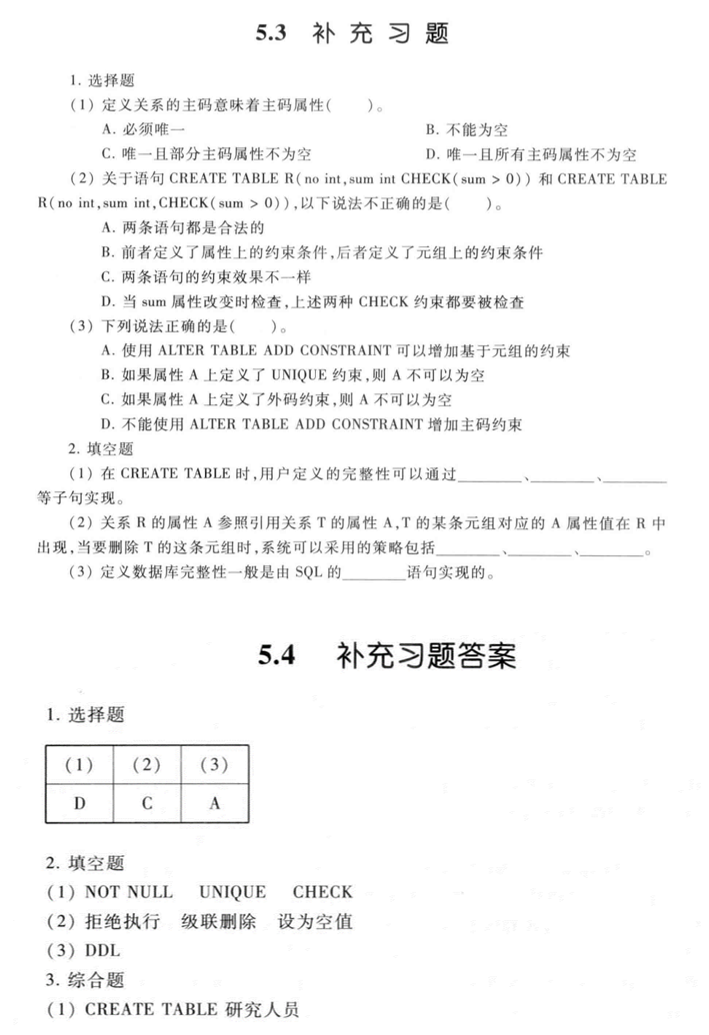 5.3 补充习题
1. 选择题
(1) 定义关系的主码意味着主码属性(　　)。
A. 必须唯一　　B. 不能为空
C. 唯一且部分主码属性不为空　　D. 唯一且所有主码属性不为空
(2) 关于语句 CREATE TABLE R(no int,sum int CHECK(sum > 0)) 和 CREATE TABLE
R(no int,sum int,CHECK(sum > 0)),以下说法不正确的是(　　)。
A. 两条语句都是合法的
B. 前者定义了属性上的约束条件,后者定义了元组上的约束条件
C. 两条语句的约束效果不一样
D. 当 sum 属性改变时检查,上述两种 CHECK 约束都要被检查
(3) 下列说法正确的是(　　)。
A. 使用 ALTER TABLE ADD CONSTRAINT 可以增加基于元组的约束
B. 如果属性 A 上定义了 UNIQUE 约束,则 A 不可以为空
C. 如果属性 A 上定义了外码约束,则 A 不可以为空
D. 不能使用 ALTER TABLE ADD CONSTRAINT 增加主码约束
2. 填空题
(1) 在 CREATE TABLE 时,用户定义的完整性可以通过______、______、______
等子句实现。
(2) 关系 R 的属性 A 参照引用关系 T 的属性 A,T 的某条元组对应的 A 属性值在 R 中
出现,当要删除 T 的这条元组时,系统可以采用的策略包括______、______、______。
(3) 定义数据库完整性一般是由 SQL 的______语句实现的。
5.4 补充习题答案
1. 选择题
(1) (2) (3)
D C A
2. 填空题
(1) NOT NULL UNIQUE CHECK
(2) 拒绝执行 级联删除 设为空值
(3) DDL
3. 综合题
(1) CREATE TABLE 研究人员